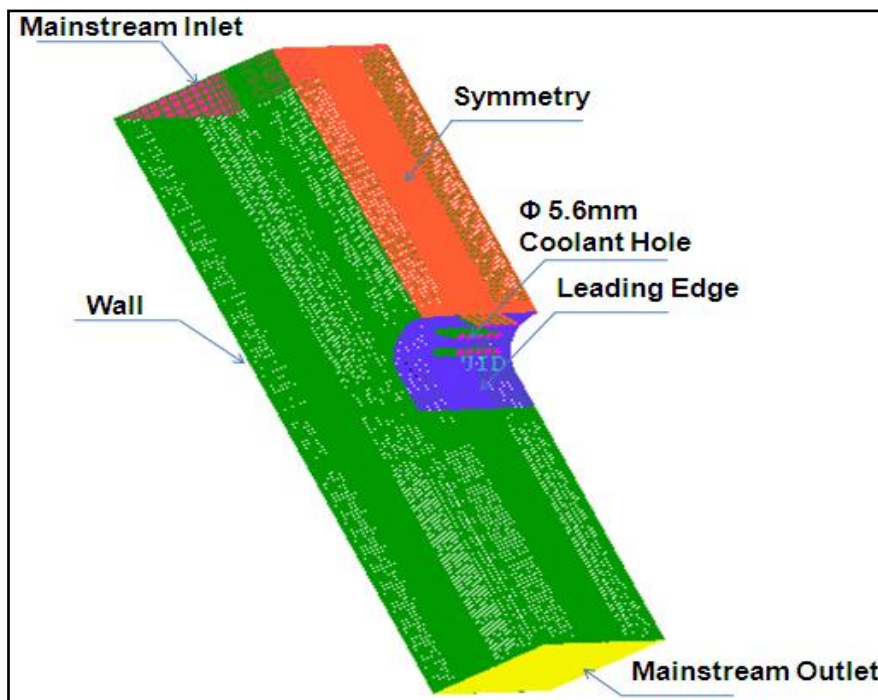 Mainstream Inlet
Symmetry
Φ 5.6mm
Coolant Hole
Leading Edge
Wall
Mainstream Outlet